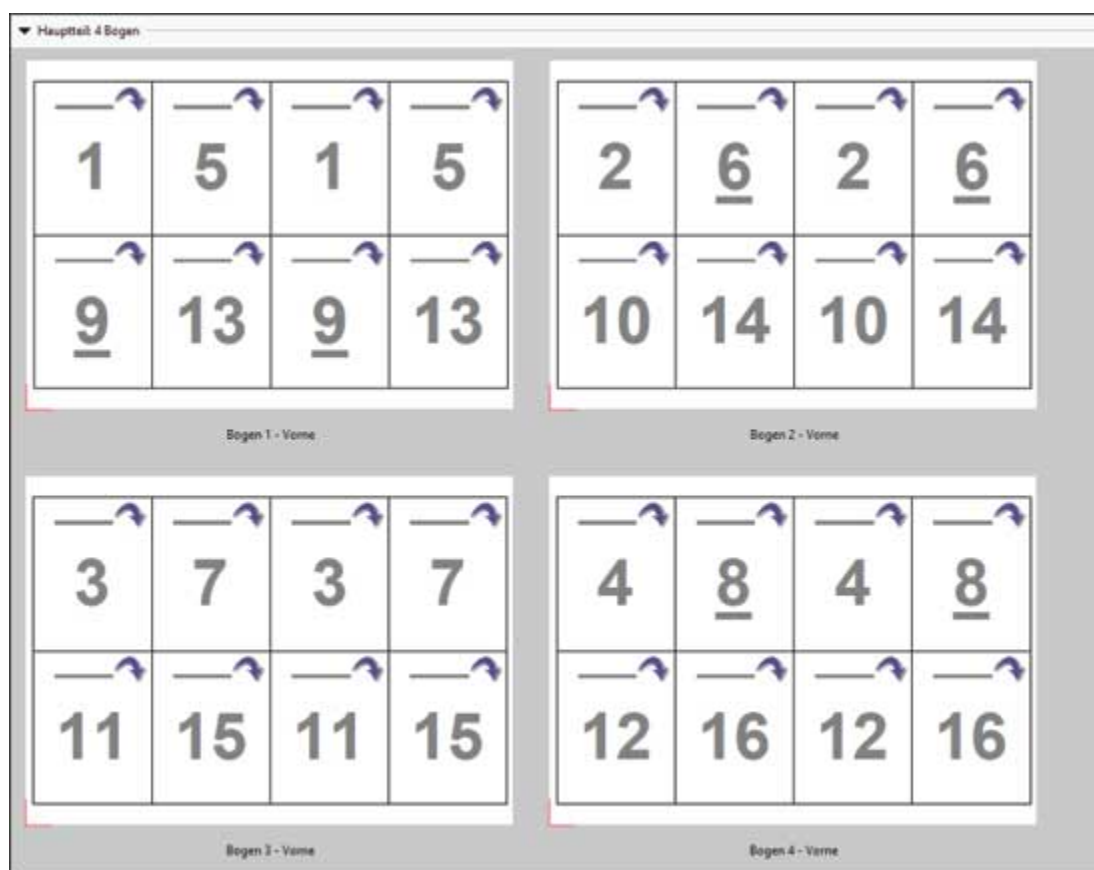 Hauptteil: 4 Bogen
1 5 1 5
9 13 9 13
Bogen 1 - Vorne
2 6 2 6
10 14 10 14
Bogen 2 - Vorne
3 7 3 7
11 15 11 15
Bogen 3 - Vorne
4 8 4 8
12 16 12 16
Bogen 4 - Vorne